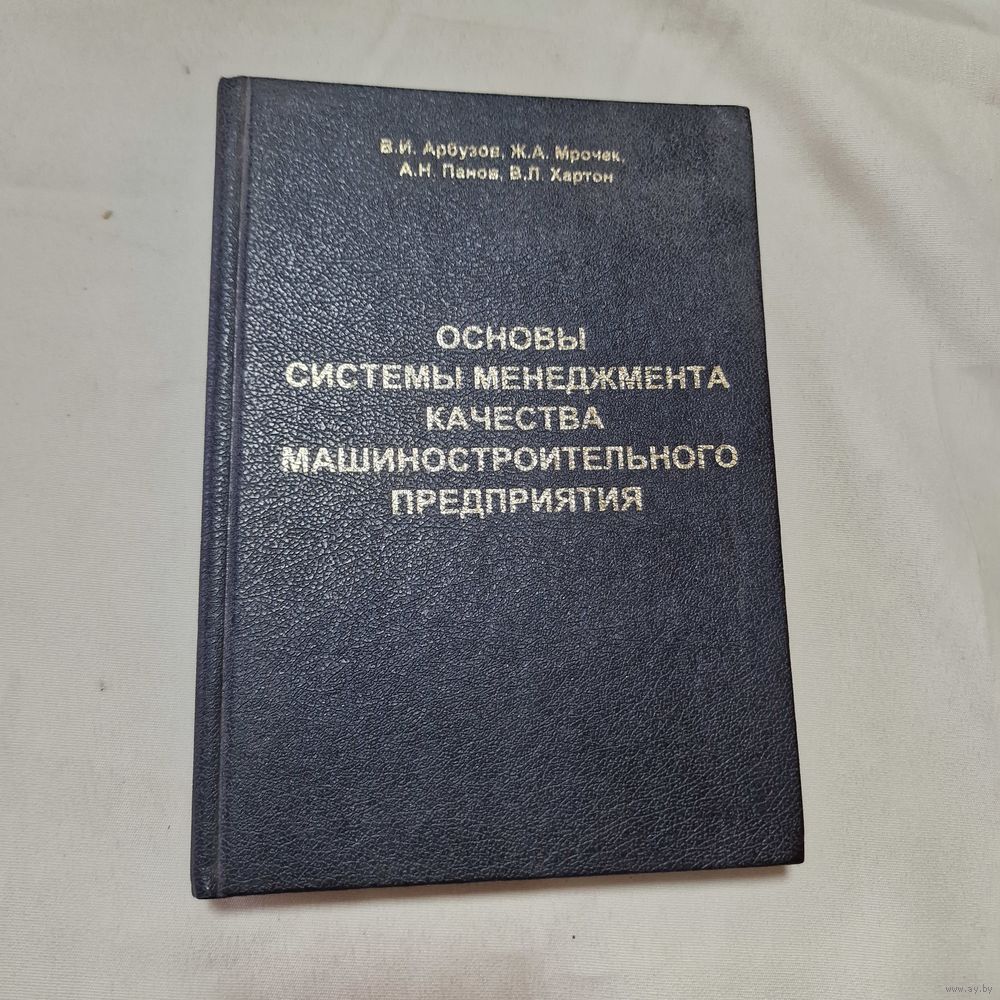 В.И. Арбузов, Ж.А. Мрочек,
А.Н. Панов, В.Л. Хартон
ОСНОВЫ
СИСТЕМЫ МЕНЕДЖМЕНТА
КАЧЕСТВА
МАШИНОСТРОИТЕЛЬНОГО
ПРЕДПРИЯТИЯ
www.ay.by